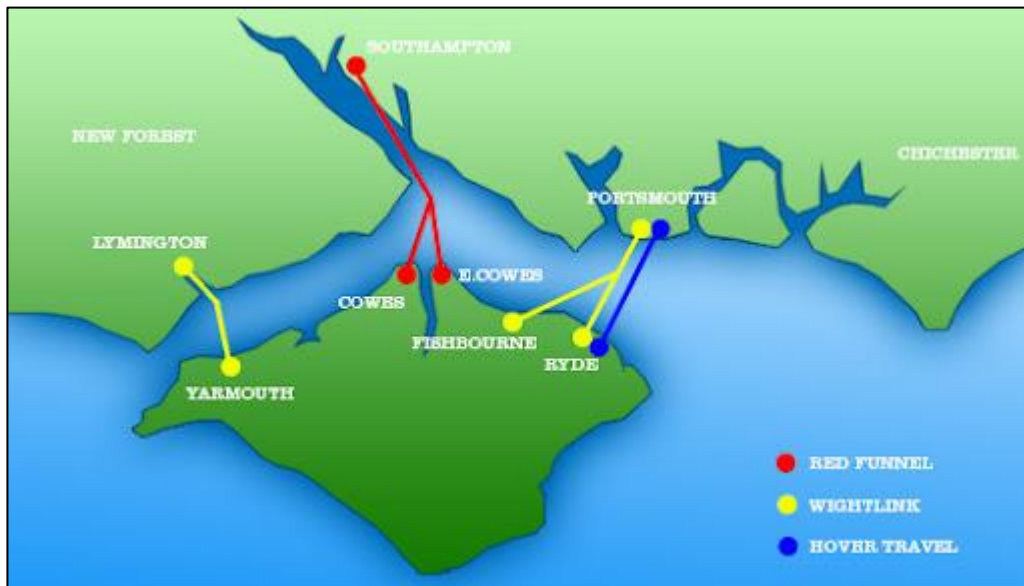 SOUTHAMPTON
NEW FOREST
CHICHESTER
PORTSMOUTH
LYMINGTON
E.COWES
COWES
FISHBOURNE
RYDE
YARMOUTH
RED FUNNEL
WIGHTLINK
HOVER TRAVEL